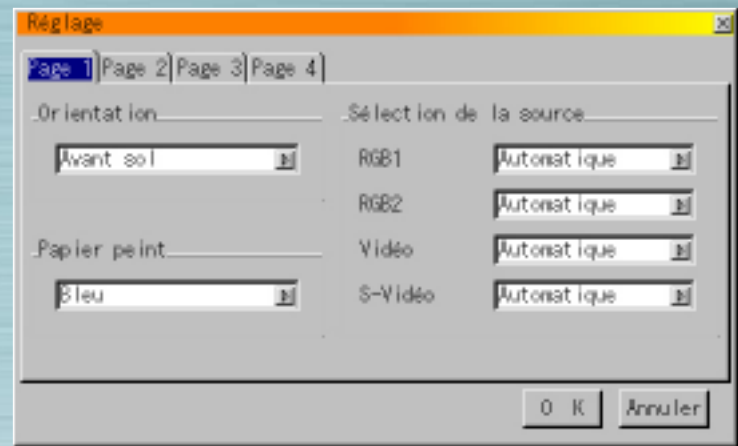 Réglage
Page 1 Page 2 Page 3 Page 4
Orientation
Avant sol
Papier peint
Bleu
Sélection de la source
RGB1 Automatique
RGB2 Automatique
Vidéo Automatique
S-Vidéo Automatique
O K Annuler